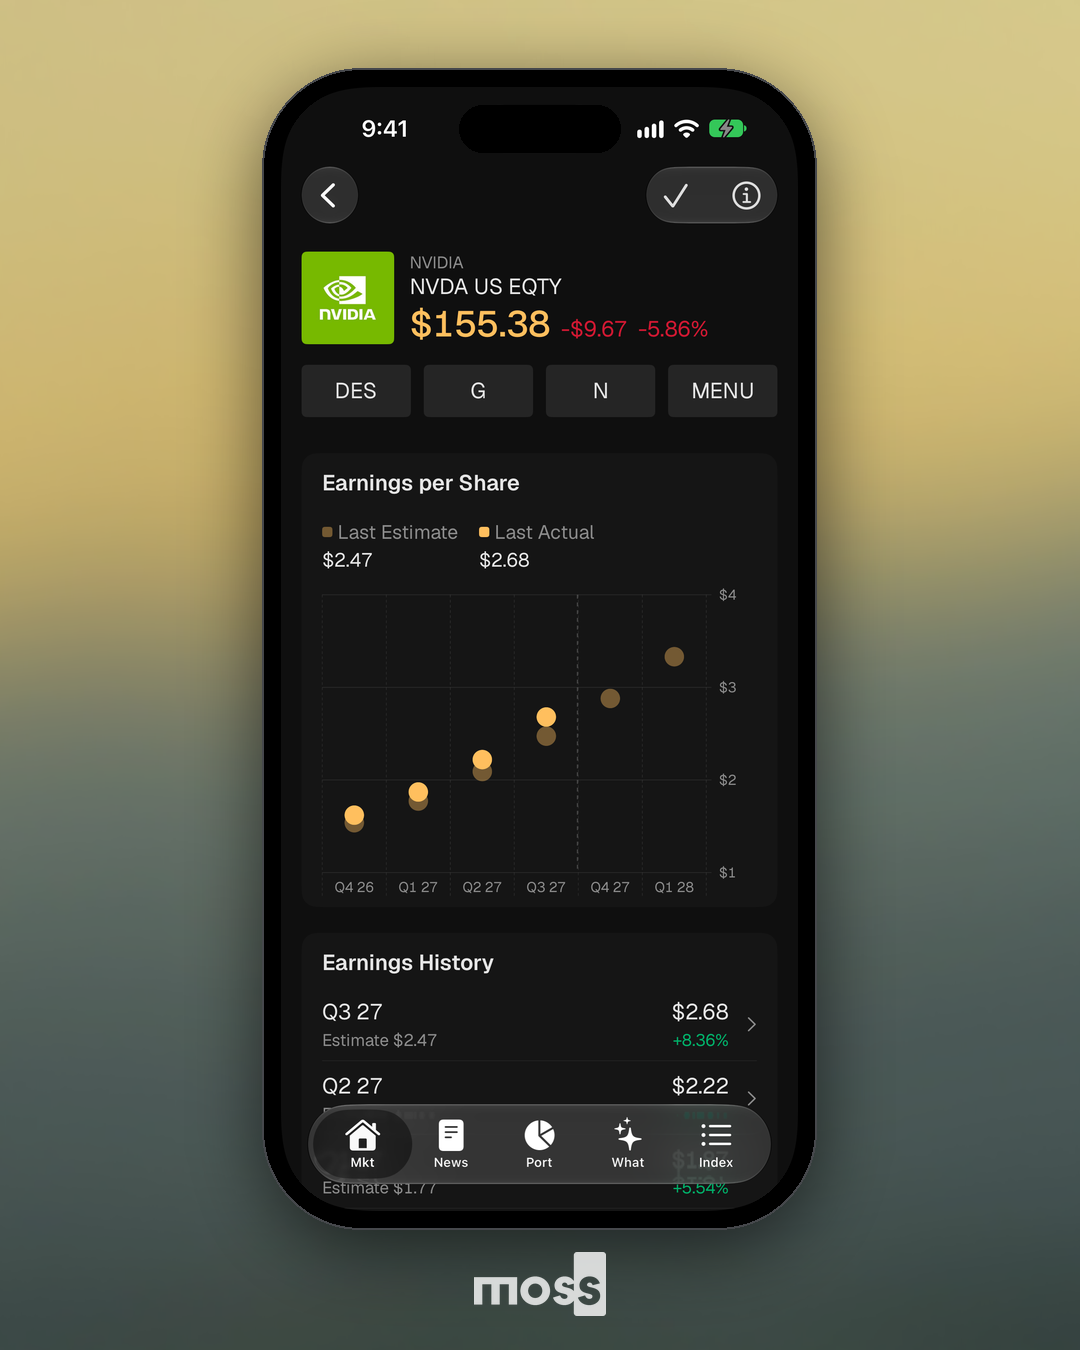 9:41
NVIDIA
NVIDIA
NVDA US EQTY
$155.38 -$9.67 -5.86%
DES G N MENU
Earnings per Share
Last Estimate Last Actual
$2.47 $2.68
$4
$3
$2
$1
Q4 26 Q1 27 Q2 27 Q3 27 Q4 27 Q1 28
Earnings History
Q3 27 $2.68
Estimate $2.47 +8.36%
Q2 27 $2.22
Mkt News Port What Index
Estimate $1.77 +5.54%
moss